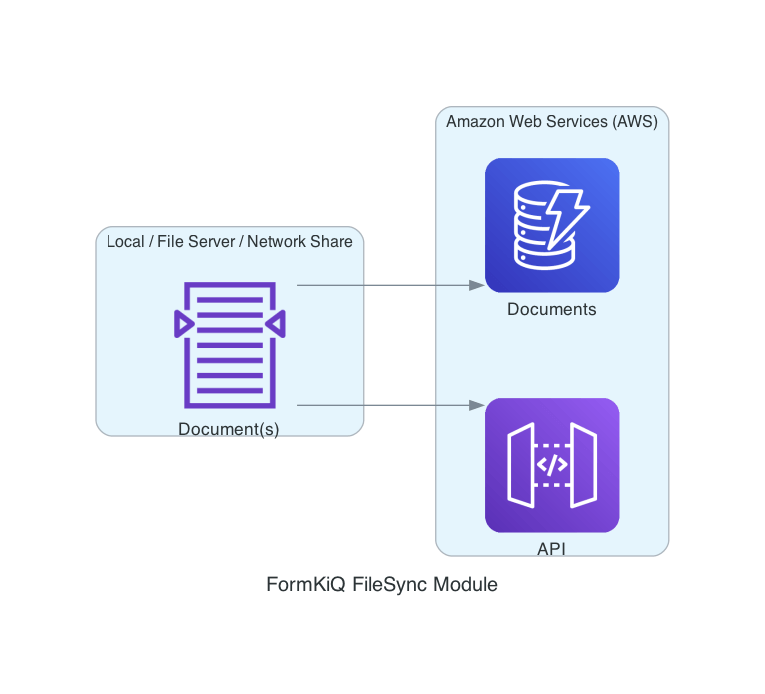 Amazon Web Services (AWS)
Local / File Server / Network Share
Documents
Document(s)
</>
API
FormKiQ FileSync Module